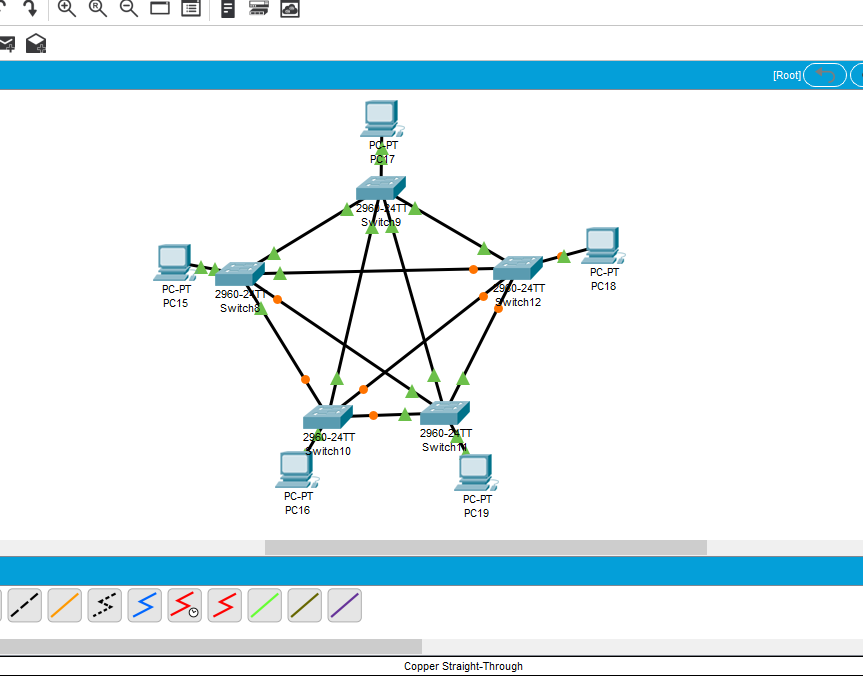 [Root]
PC-PT
PC17
2960-24TT
Switch9
PC-PT
PC18
PC-PT
PC15
2960-24TT
Switch8
2960-24TT
Switch12
2960-24TT
Switch10
2960-24TT
Switch11
PC-PT
PC16
PC-PT
PC19
Copper Straight-Through